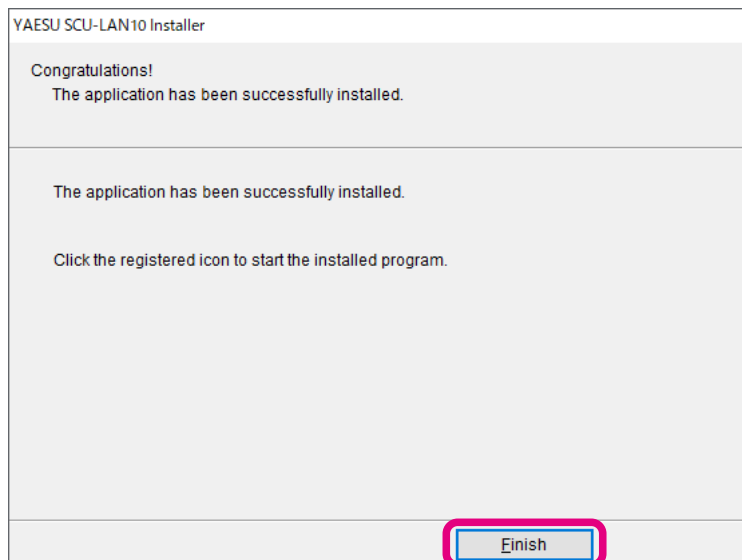 YAESU SCU-LAN10 Installer
Congratulations!
The application has been successfully installed.
The application has been successfully installed.
Click the registered icon to start the installed program.
Finish